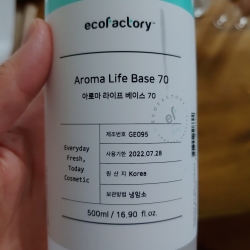 ecofactory™
Aroma Life Base 70
아로마 라이프 베이스 70
제조번호 GE095
사용기한 2022.07.28
Everyday
Fresh,
Today
Cosmetic
원 산 지 Korea
보관방법 냉암소
500ml / 16.90 fl.oz.